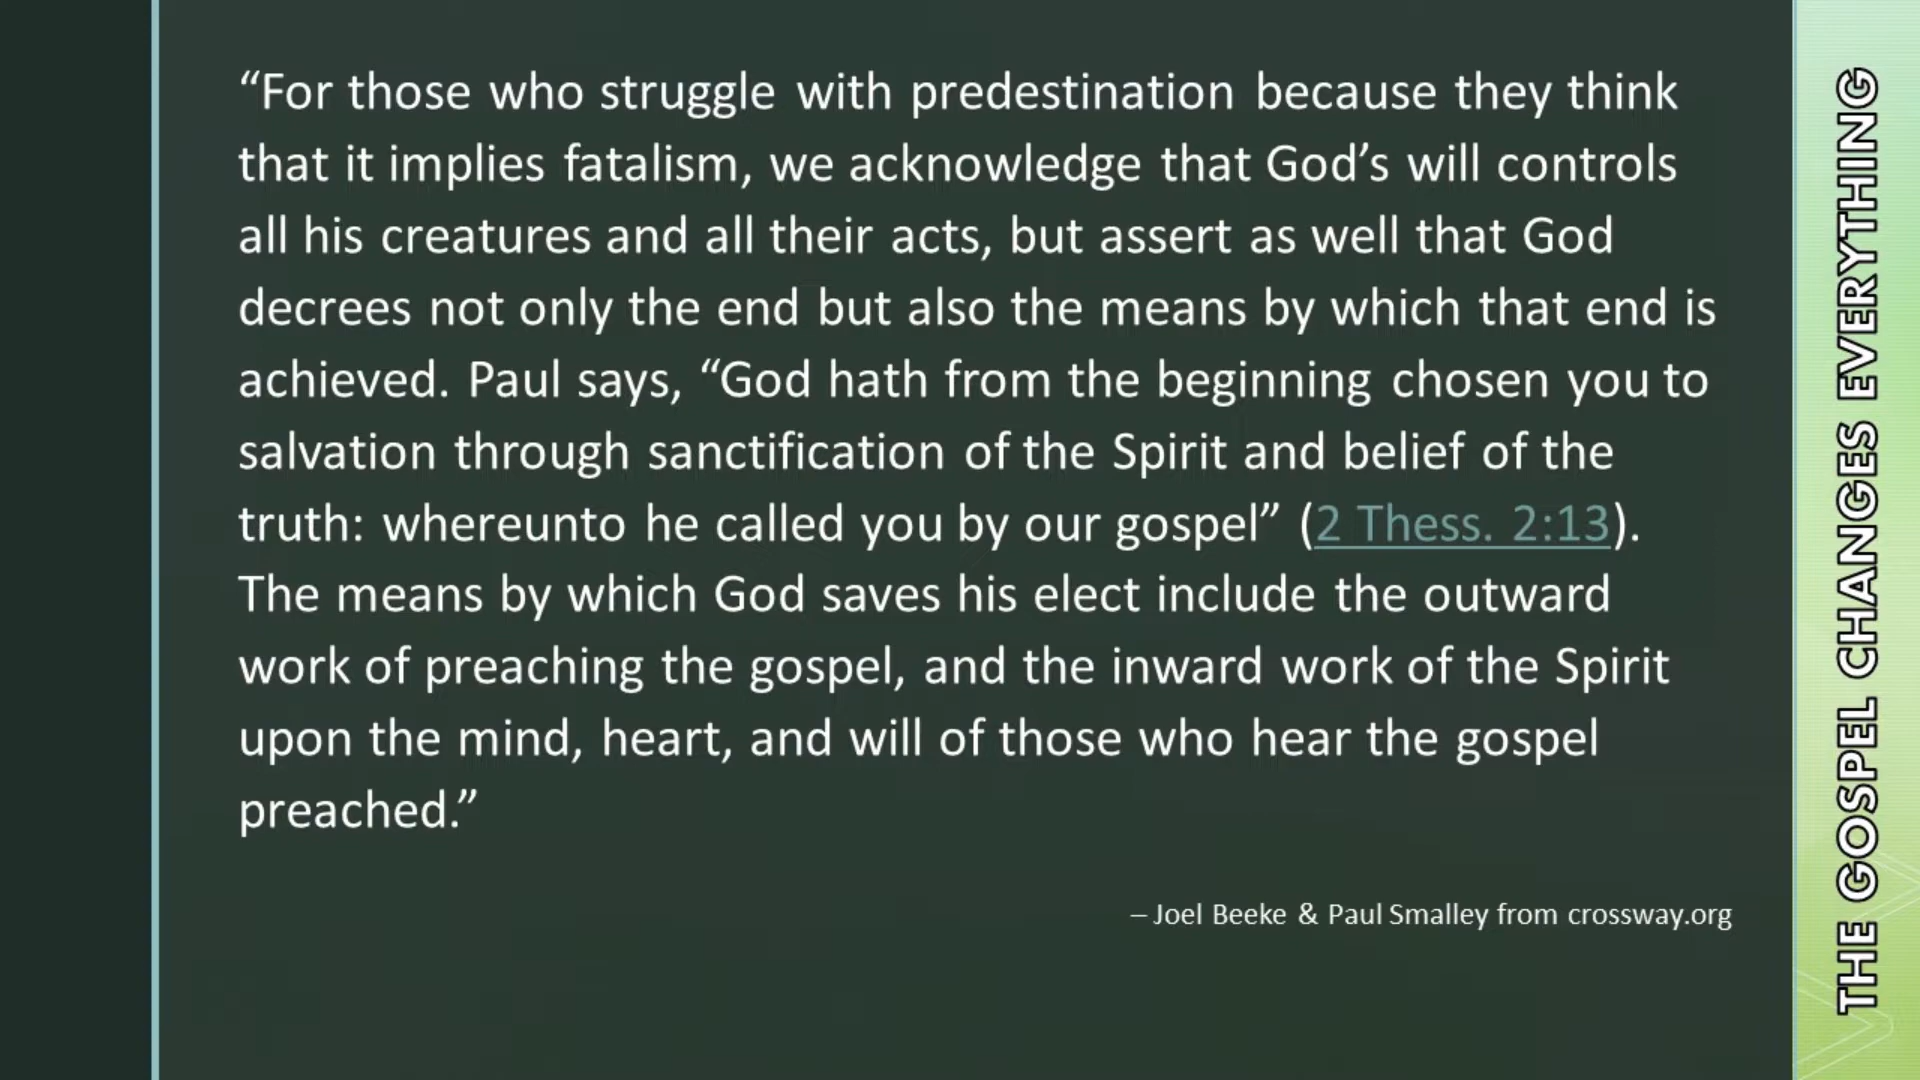 “For those who struggle with predestination because they think
that it implies fatalism, we acknowledge that God’s will controls
all his creatures and all their acts, but assert as well that God
decrees not only the end but also the means by which that end is
achieved. Paul says, “God hath from the beginning chosen you to
salvation through sanctification of the Spirit and belief of the
truth: whereunto he called you by our gospel” (2 Thess. 2:13).
The means by which God saves his elect include the outward
work of preaching the gospel, and the inward work of the Spirit
upon the mind, heart, and will of those who hear the gospel
preached.”
– Joel Beeke & Paul Smalley from crossway.org
THE GOSPEL CHANGES EVERYTHING